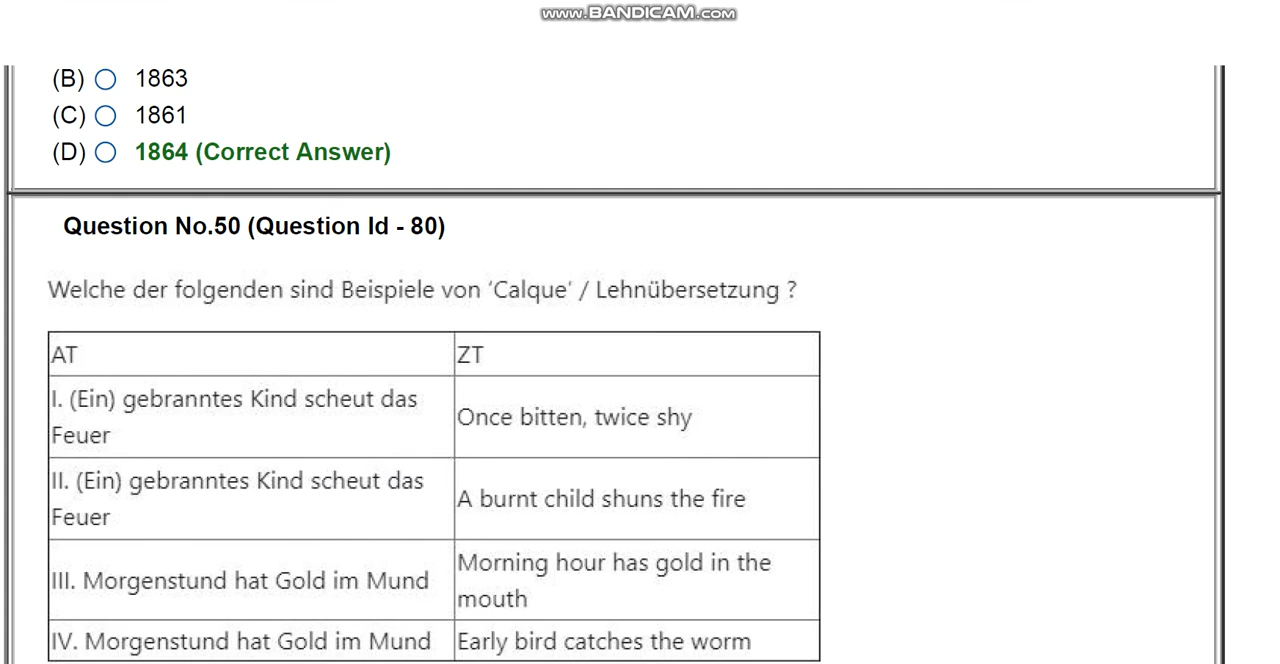 www.BANDICAM.com
(B) 1863
(C) 1861
(D) 1864 (Correct Answer)
Question No.50 (Question Id - 80)
Welche der folgenden sind Beispiele von 'Calque' / Lehnübersetzung ?
AT
ZT
I. (Ein) gebranntes Kind scheut das
Feuer
Once bitten, twice shy
II. (Ein) gebranntes Kind scheut das
Feuer
A burnt child shuns the fire
III. Morgenstund hat Gold im Mund
Morning hour has gold in the
mouth
IV. Morgenstund hat Gold im Mund
Early bird catches the worm